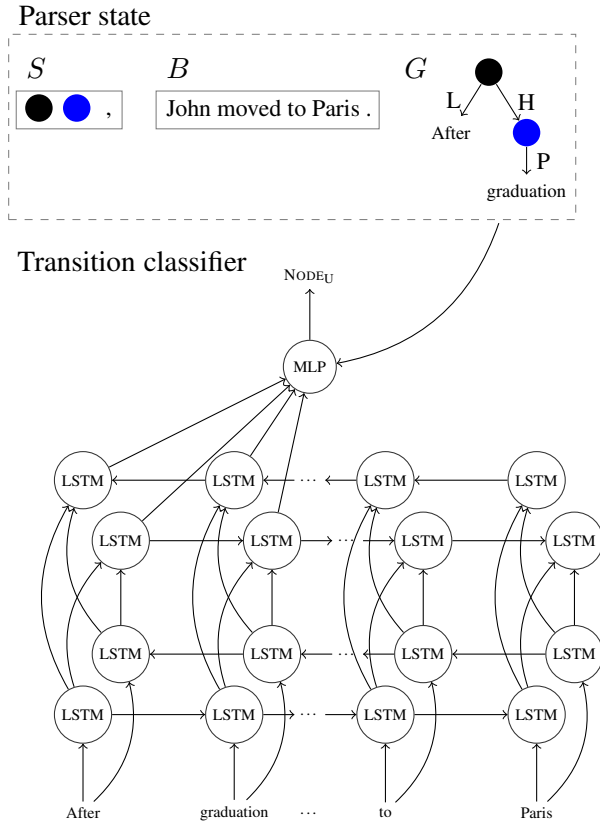 Parser state
S B G
, John moved to Paris . L H
After P
graduation
Transition classifier
NODE_U
MLP
LSTM LSTM ... LSTM LSTM
LSTM LSTM ... LSTM LSTM
LSTM LSTM ... LSTM LSTM
LSTM LSTM ... LSTM LSTM
After graduation ... to Paris